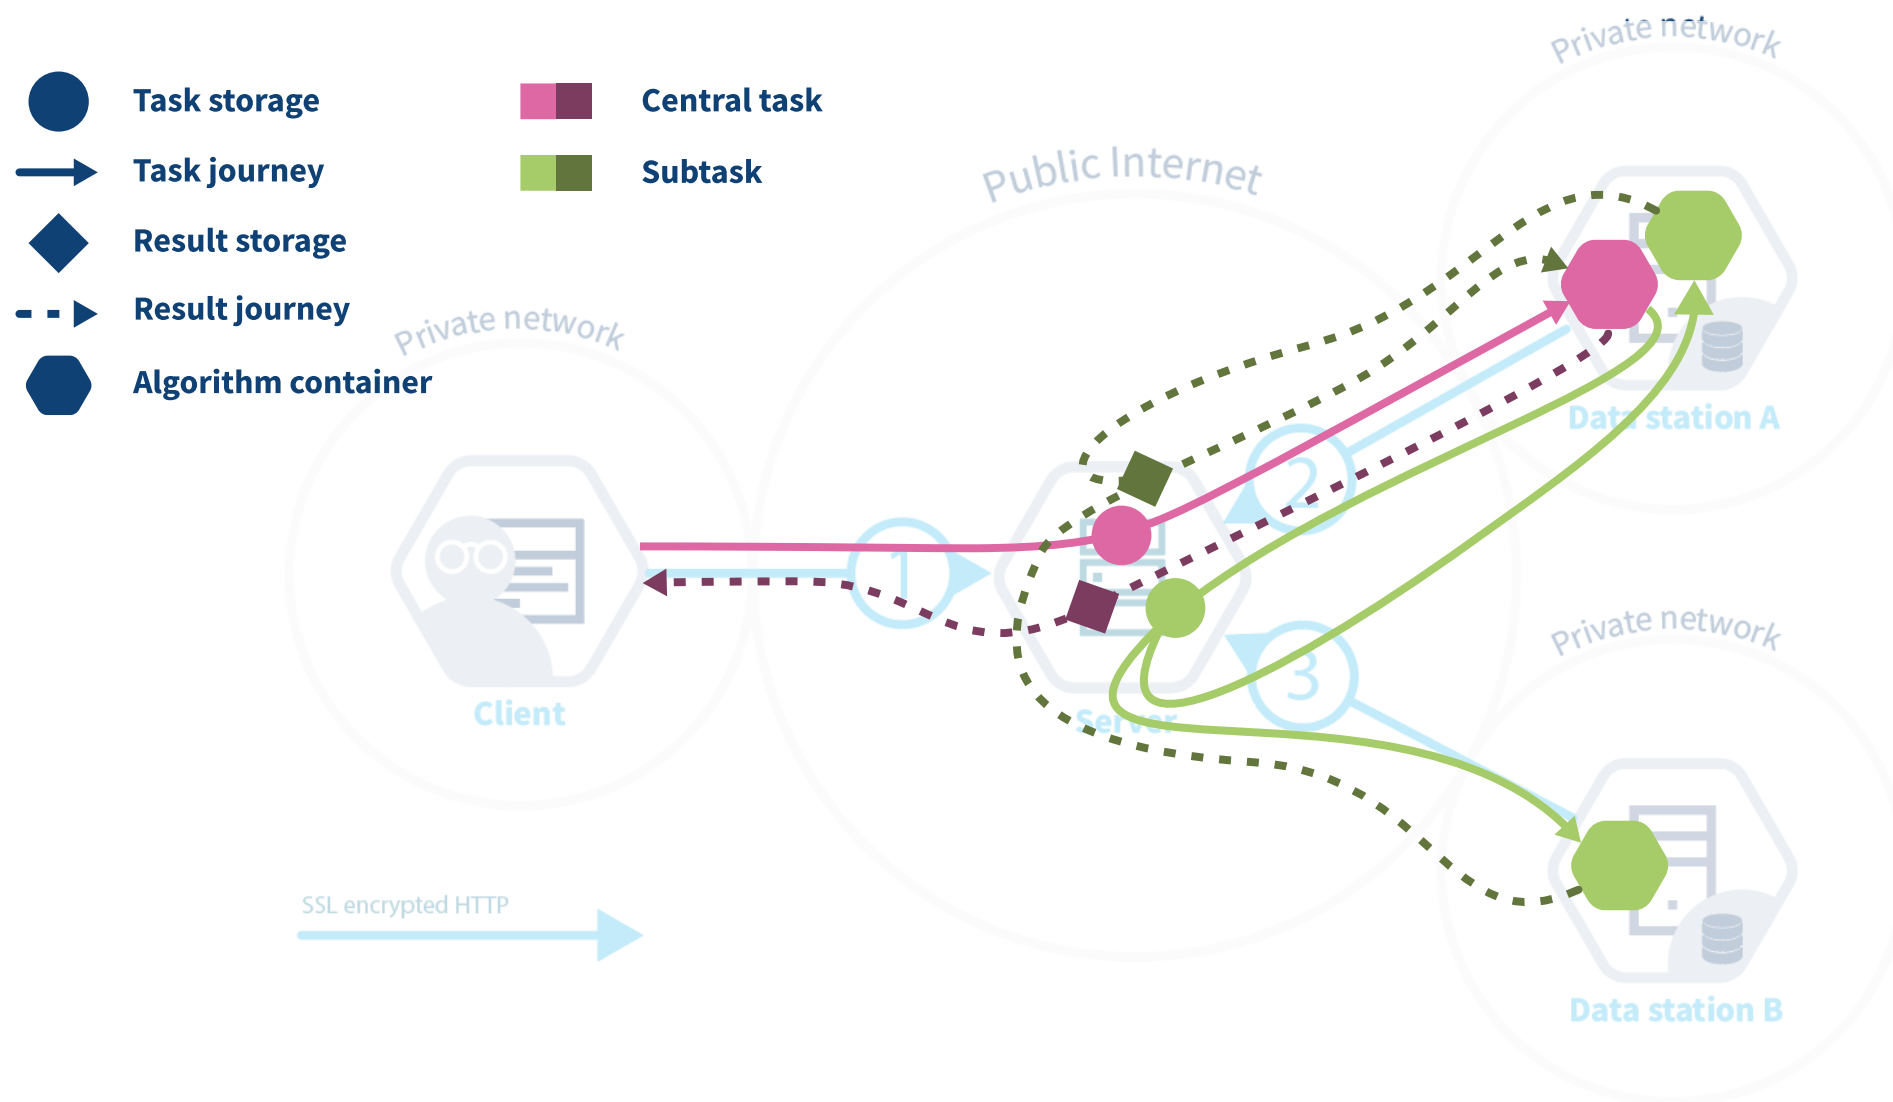 Private network
Task storage
Central task
Task journey
Subtask
Public Internet
Result storage
Result journey
Private network
Algorithm container
Data station A
2
1
Private network
3
Client
Server
SSL encrypted HTTP
Data station B